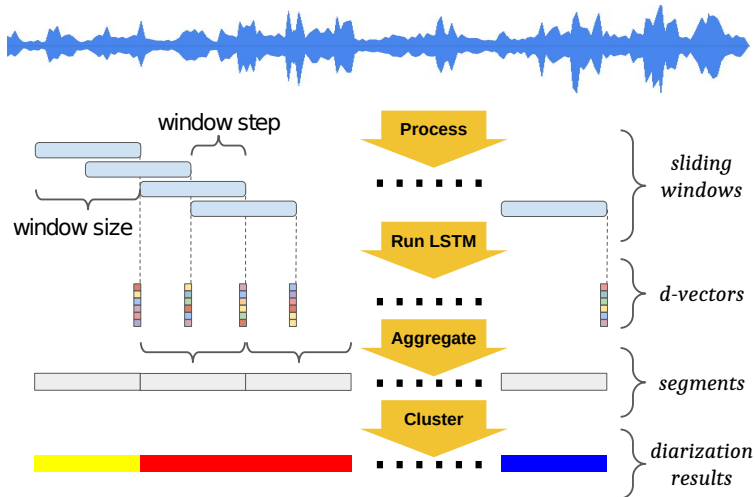 window step
Process
sliding
windows
window size
Run LSTM
d-vectors
Aggregate
segments
Cluster
diarization
results